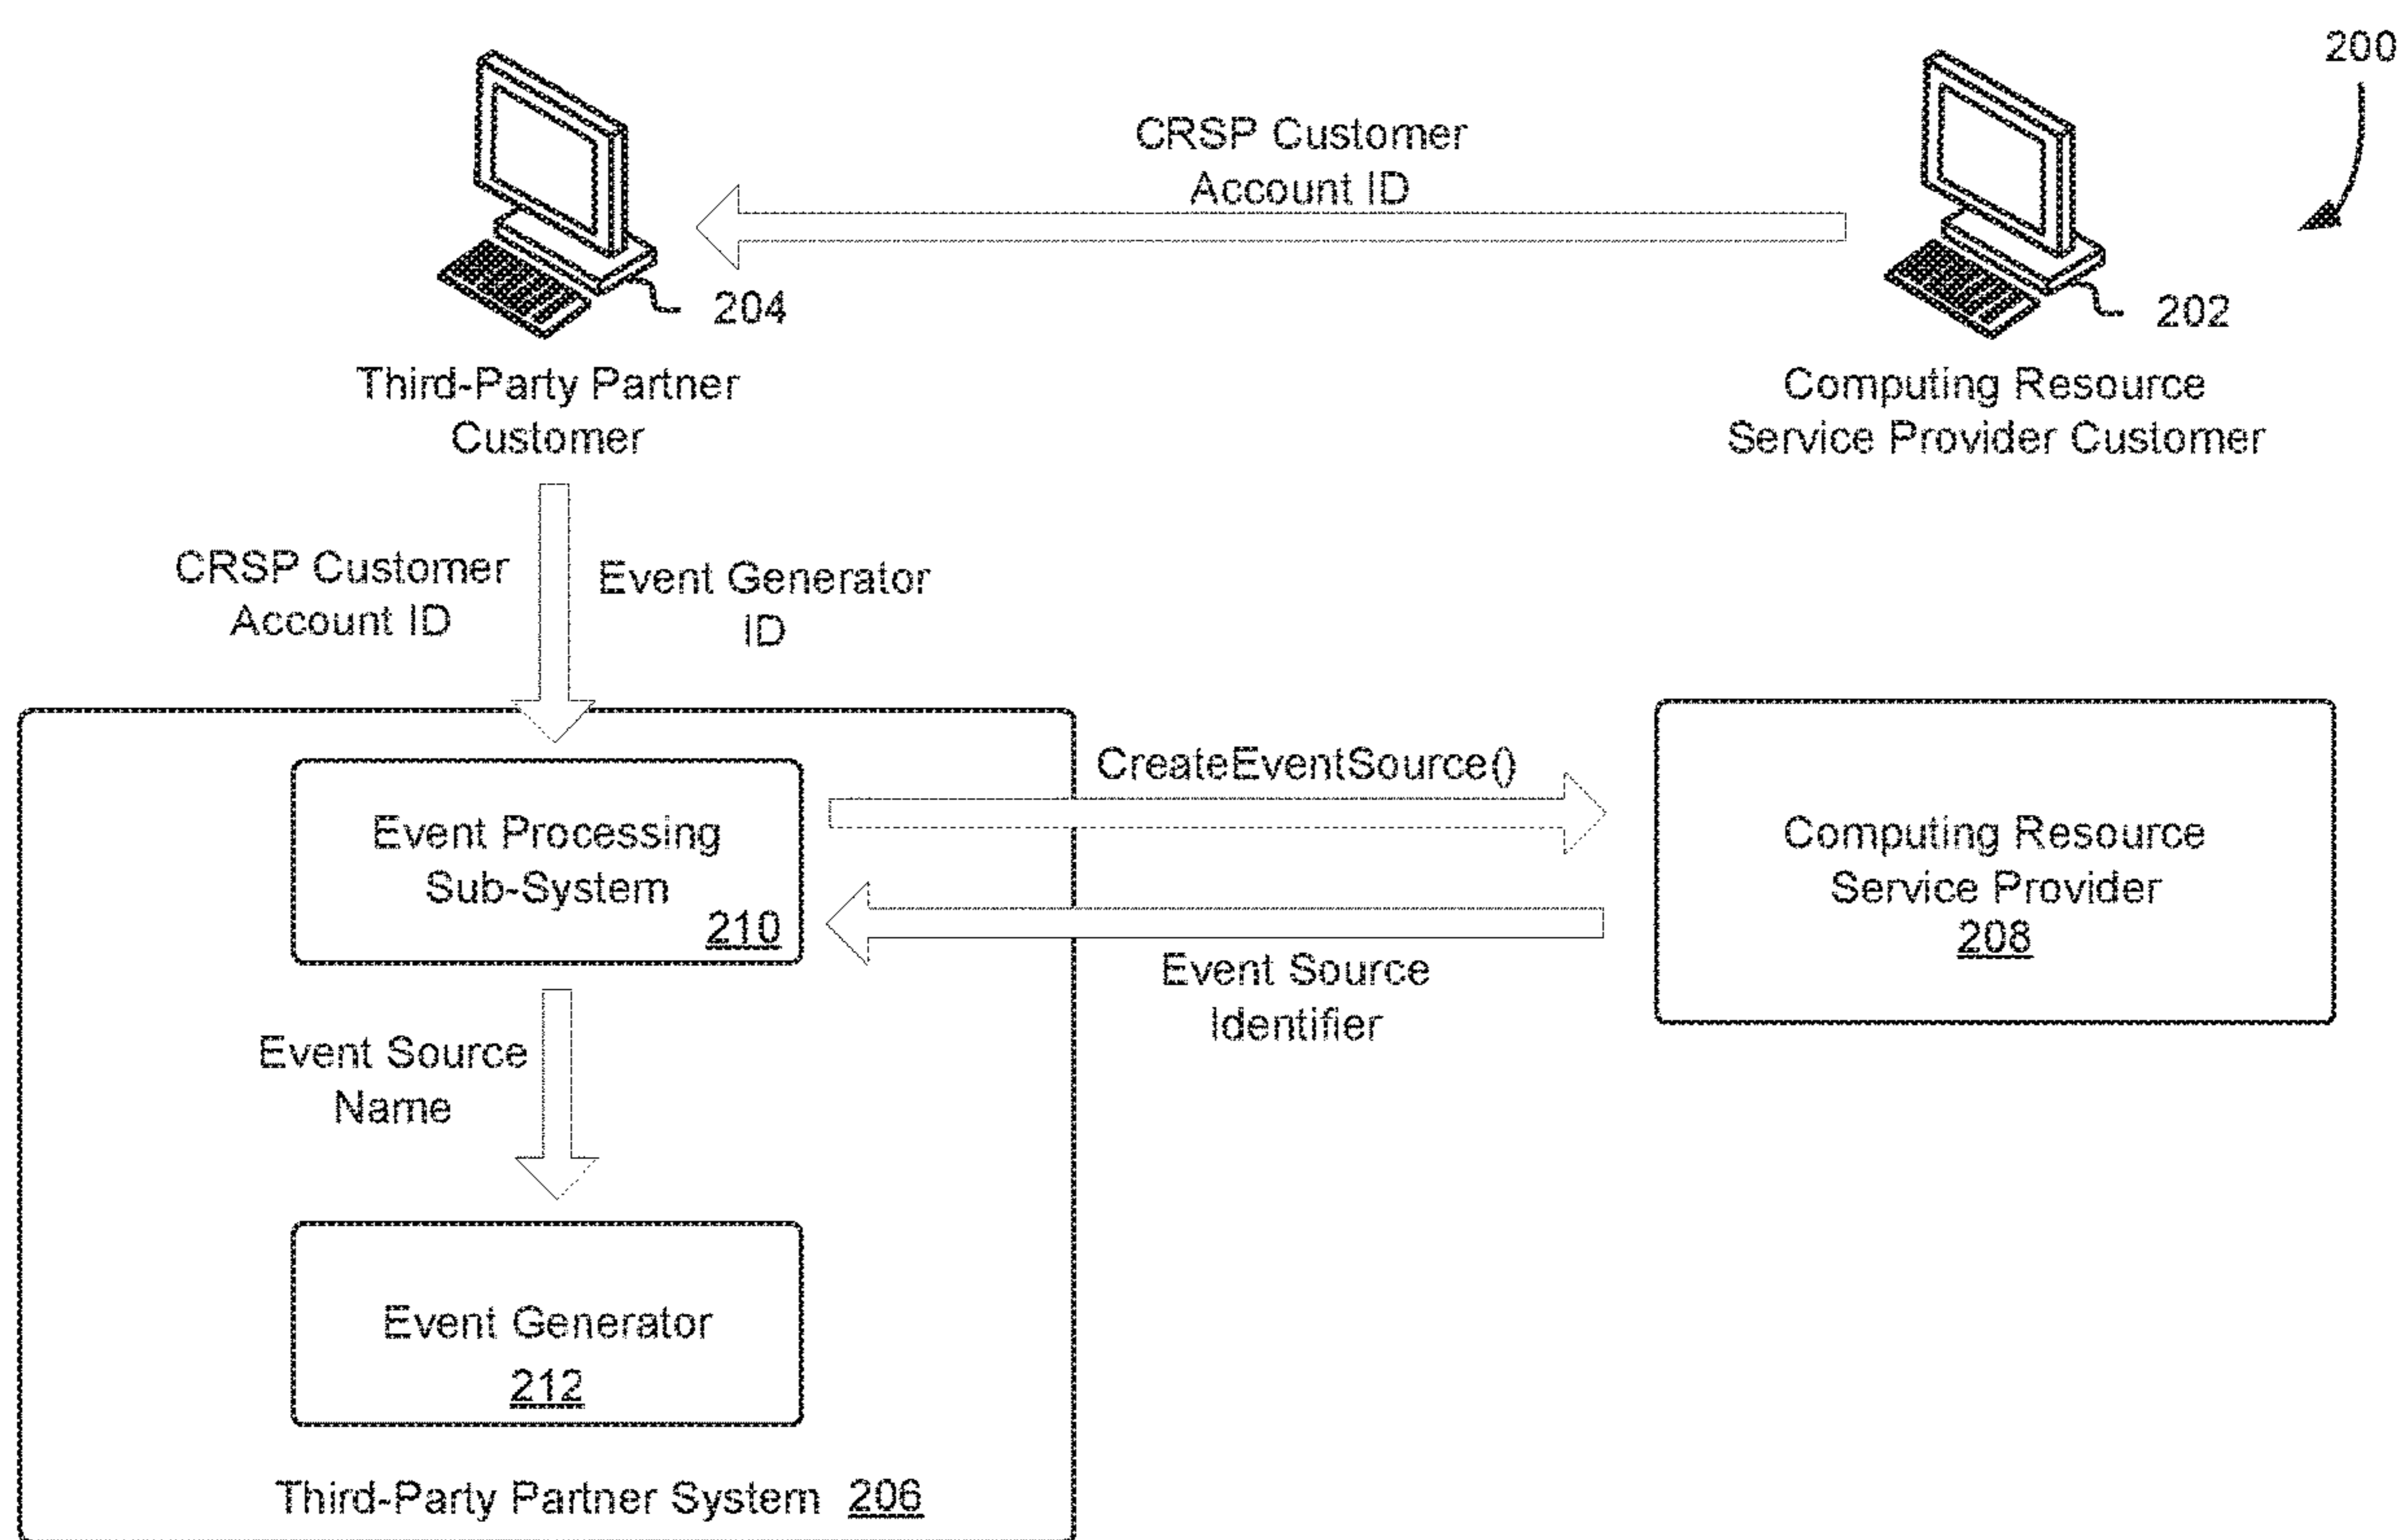 200
CRSP Customer
Account ID
204
202
Third-Party Partner
Customer
Computing Resource
Service Provider Customer
CRSP Customer
Account ID
Event Generator
ID
CreateEventSource()
Event Processing
Sub-System
210
Computing Resource
Service Provider
208
Event Source
Identifier
Event Source
Name
Event Generator
212
Third-Party Partner System 206